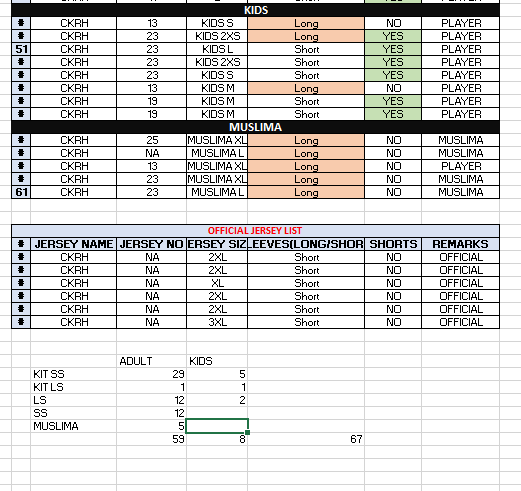 KIDS
# CKRH 13 KIDS S Long NO PLAYER
# CKRH 23 KIDS 2XS Long YES PLAYER
51 CKRH 23 KIDS L Short YES PLAYER
# CKRH 23 KIDS 2XS Short YES PLAYER
# CKRH 23 KIDS S Short YES PLAYER
# CKRH 13 KIDS M Long NO PLAYER
# CKRH 19 KIDS M Short YES PLAYER
# CKRH 19 KIDS M Short YES PLAYER
MUSLIMA
# CKRH 25 MUSLIMA XL Long NO MUSLIMA
# CKRH NA MUSLIMA L Long NO MUSLIMA
# CKRH 13 MUSLIMA XL Long NO PLAYER
# CKRH 23 MUSLIMA XL Long NO MUSLIMA
61 CKRH 23 MUSLIMA L Long NO MUSLIMA
OFFICIAL JERSEY LIST
# JERSEY NAME JERSEY NO ERSEY SIZ LEEVES(LONG/SHOR SHORTS REMARKS
# CKRH NA 2XL Short NO OFFICIAL
# CKRH NA 2XL Short NO OFFICIAL
# CKRH NA XL Short NO OFFICIAL
# CKRH NA 2XL Short NO OFFICIAL
# CKRH NA 2XL Short NO OFFICIAL
# CKRH NA 3XL Short NO OFFICIAL
ADULT KIDS
KIT SS 29 5
KIT LS 1 1
LS 12 2
SS 12
MUSLIMA 5
59 8 67